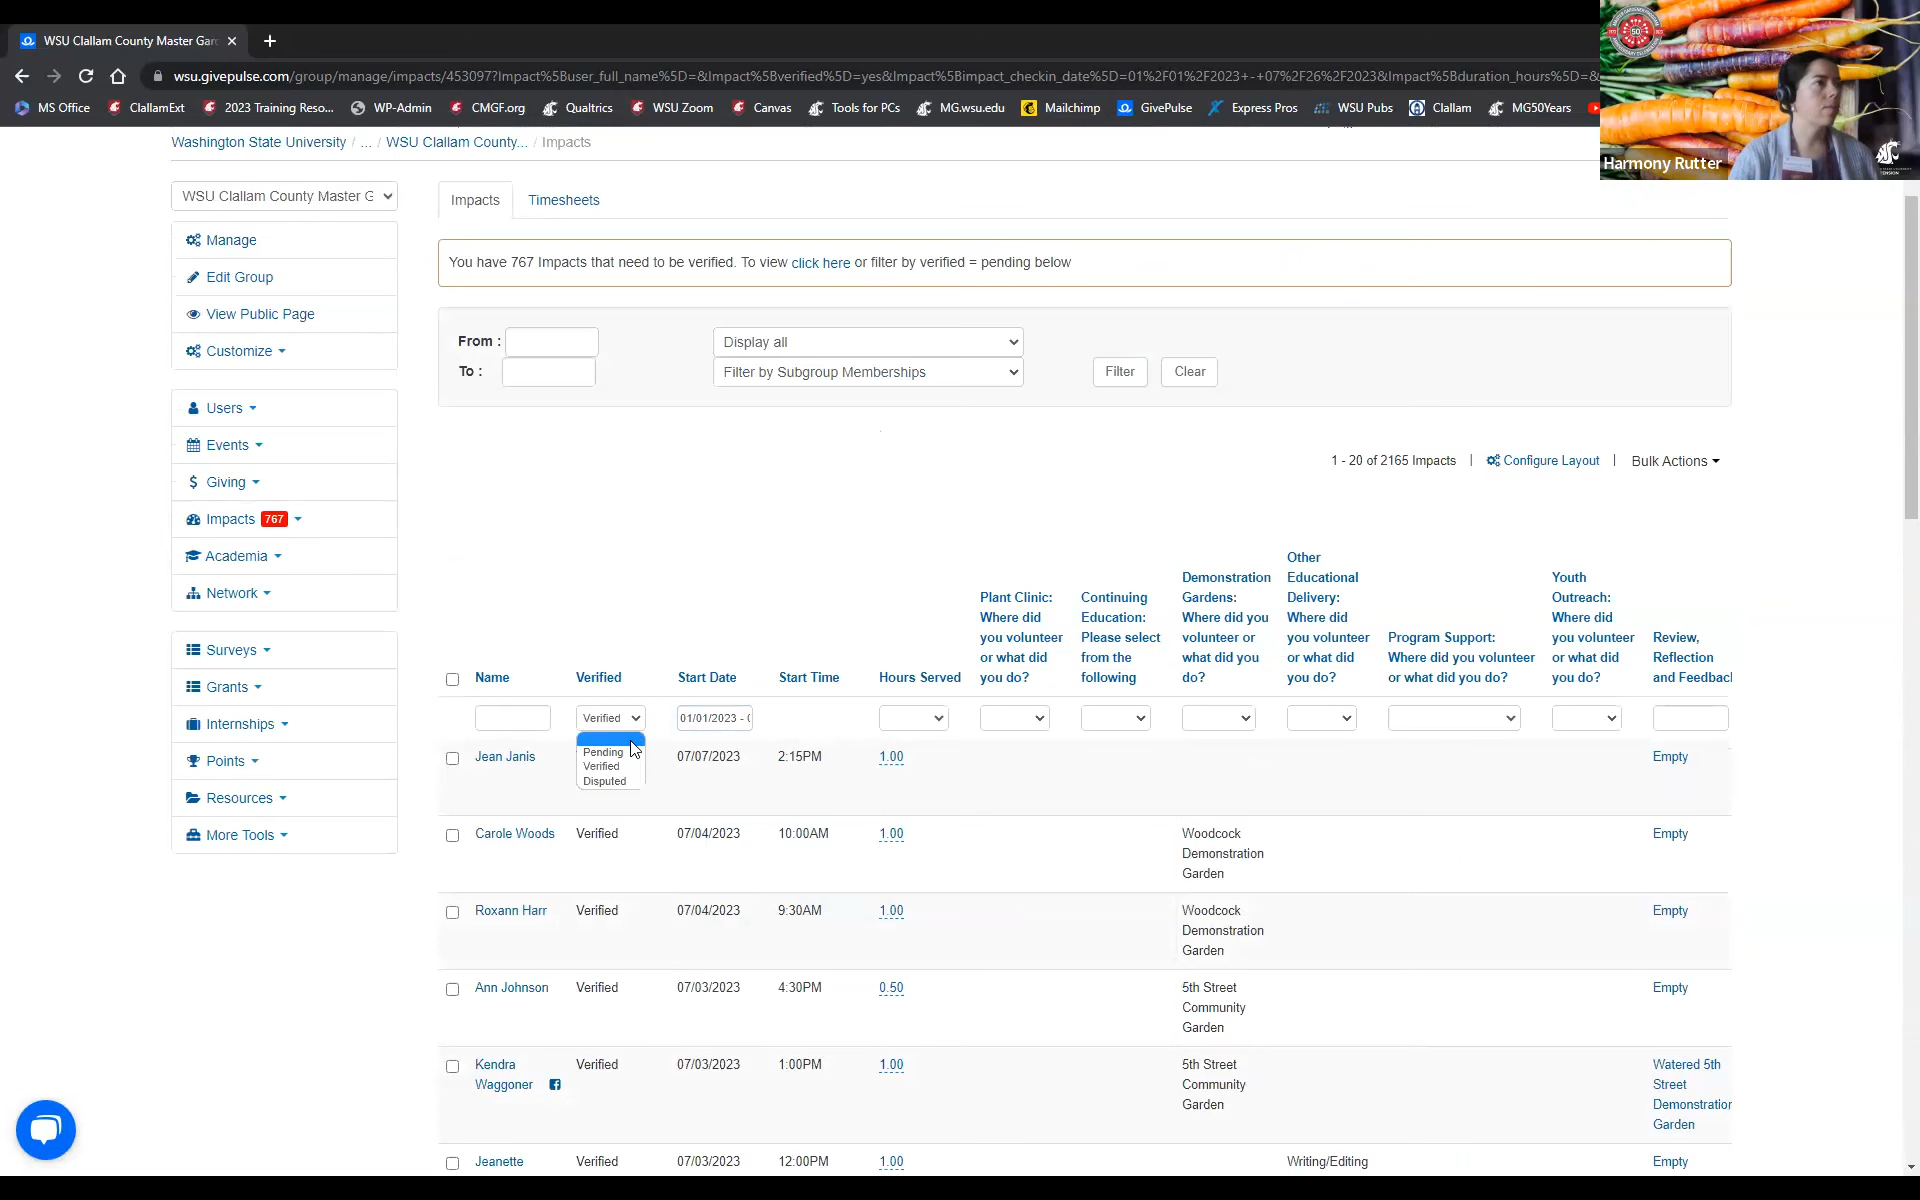 WSU Clallam County Master Gar
wsu.givepulse.com/group/manage/impacts/453097?Impact%5Buser_full_name%5D=&Impact%5Bverified%5D=yes&Impact%5Bimpact_checkin_date%5D=01%2F01%2F2023+-+07%2F26%2F2023&Impact%5Bduration_hours%5D=&
MS Office ClallamExt 2023 Training Reso... WP-Admin CMGF.org Qualtrics WSU Zoom Canvas Tools for PCs MG.wsu.edu Mailchimp GivePulse Express Pros WSU Pubs Clallam MG50Years
50
Harmony Rutter
Washington State University / ... / WSU Clallam County... / Impacts
WSU Clallam County Master G
Manage
Edit Group
View Public Page
Customize
Users
Events
Giving
Impacts 767
Academia
Network
Surveys
Grants
Internships
Points
Resources
More Tools
Impacts Timesheets
You have 767 Impacts that need to be verified. To view click here or filter by verified = pending below
From : Display all
To : Filter by Subgroup Memberships Filter Clear
1 - 20 of 2165 Impacts | Configure Layout | Bulk Actions
Name
Verified
Start Date
Start Time
Hours Served
Plant Clinic:
Where did
you volunteer
or what did
you do?
Continuing
Education:
Please select
from the
following
Demonstration
Gardens:
Where did you
volunteer or
what did you
do?
Other
Educational
Delivery:
Where did
you volunteer
or what did
you do?
Program Support:
Where did you volunteer
or what did you do?
Youth
Outreach:
Where did
you volunteer
or what did
you do?
Review,
Reflection
and Feedbac
Verified 01/01/2023 - (
Pending
Verified
Disputed
Jean Janis 07/07/2023 2:15PM 1.00 Empty
Carole Woods Verified 07/04/2023 10:00AM 1.00 Woodcock Empty
Demonstration
Garden
Roxann Harr Verified 07/04/2023 9:30AM 1.00 Woodcock Empty
Demonstration
Garden
Ann Johnson Verified 07/03/2023 4:30PM 0.50 5th Street Empty
Community
Garden
Kendra Verified 07/03/2023 1:00PM 1.00 5th Street Watered 5th
Waggoner Community Street
Garden Demonstration
Garden
Jeanette Verified 07/03/2023 12:00PM 1.00 Writing/Editing Empty